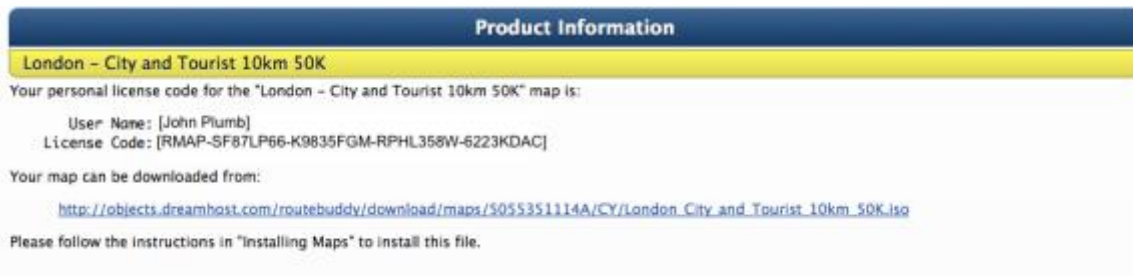 Product Information
London – City and Tourist 10km 50K
Your personal license code for the "London – City and Tourist 10km 50K" map is:
User Name: [John Plumb]
License Code: [RMAP-SF87LP66-K9835FGM-RPHL358W-6223KDAC]
Your map can be downloaded from:
http://objects.dreamhost.com/routebuddy/download/maps/5055351114A/CY/London_City_and_Tourist_10km_50K.iso
Please follow the instructions in "Installing Maps" to install this file.